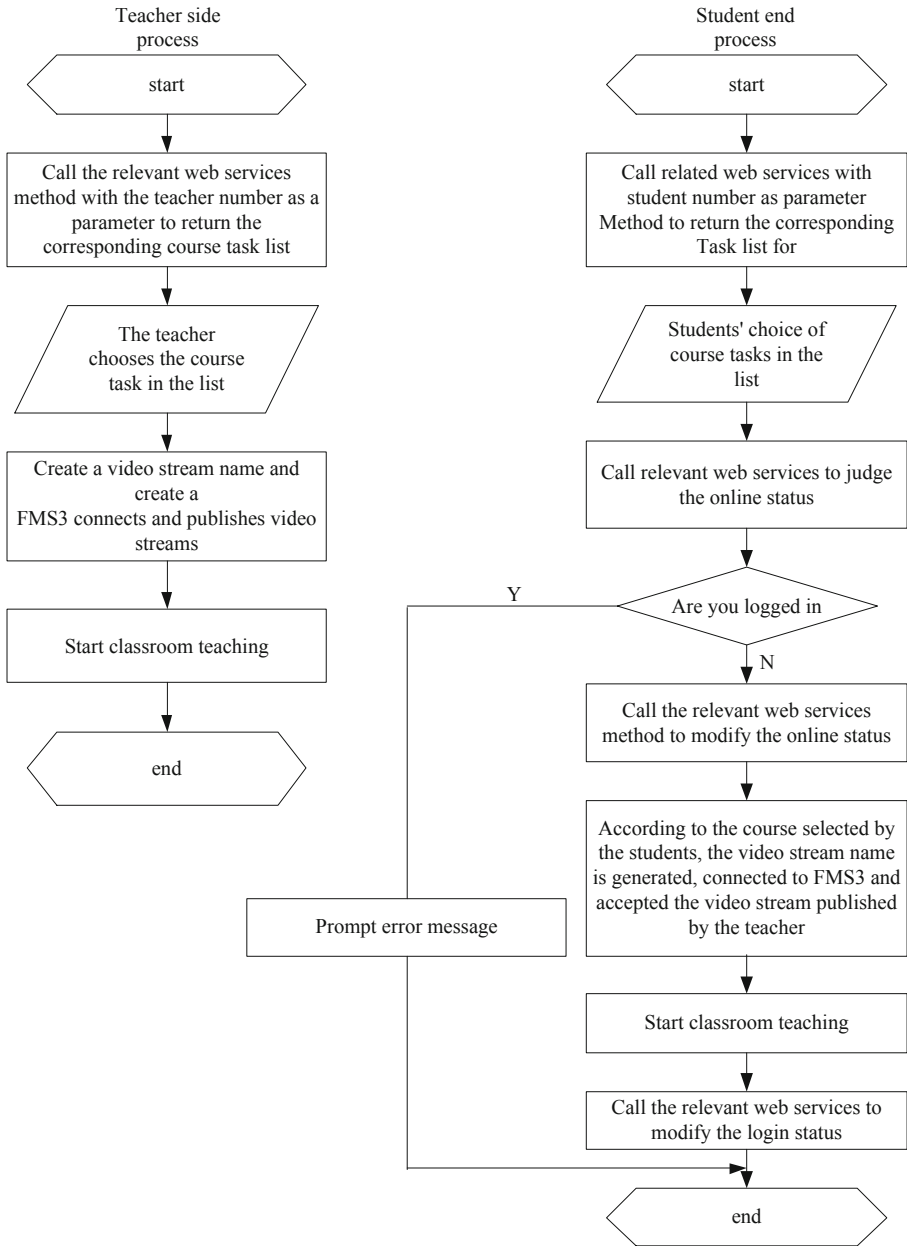 Teacher side
process
start
Call the relevant web services
method with the teacher number as a
parameter to return the
corresponding course task list
The teacher
chooses the course
task in the list
Create a video stream name and
create a
FMS3 connects and publishes video
streams
Start classroom teaching
end
Student end
process
start
Call related web services with
student number as parameter
Method to return the corresponding
Task list for
Students' choice of
course tasks in the
list
Call relevant web services to judge
the online status
Are you logged in
Y
N
Call the relevant web services
method to modify the online status
According to the course selected by
the students, the video stream name
is generated, connected to FMS3 and
accepted the video stream published
by the teacher
Prompt error message
Start classroom teaching
Call the relevant web services to
modify the login status
end